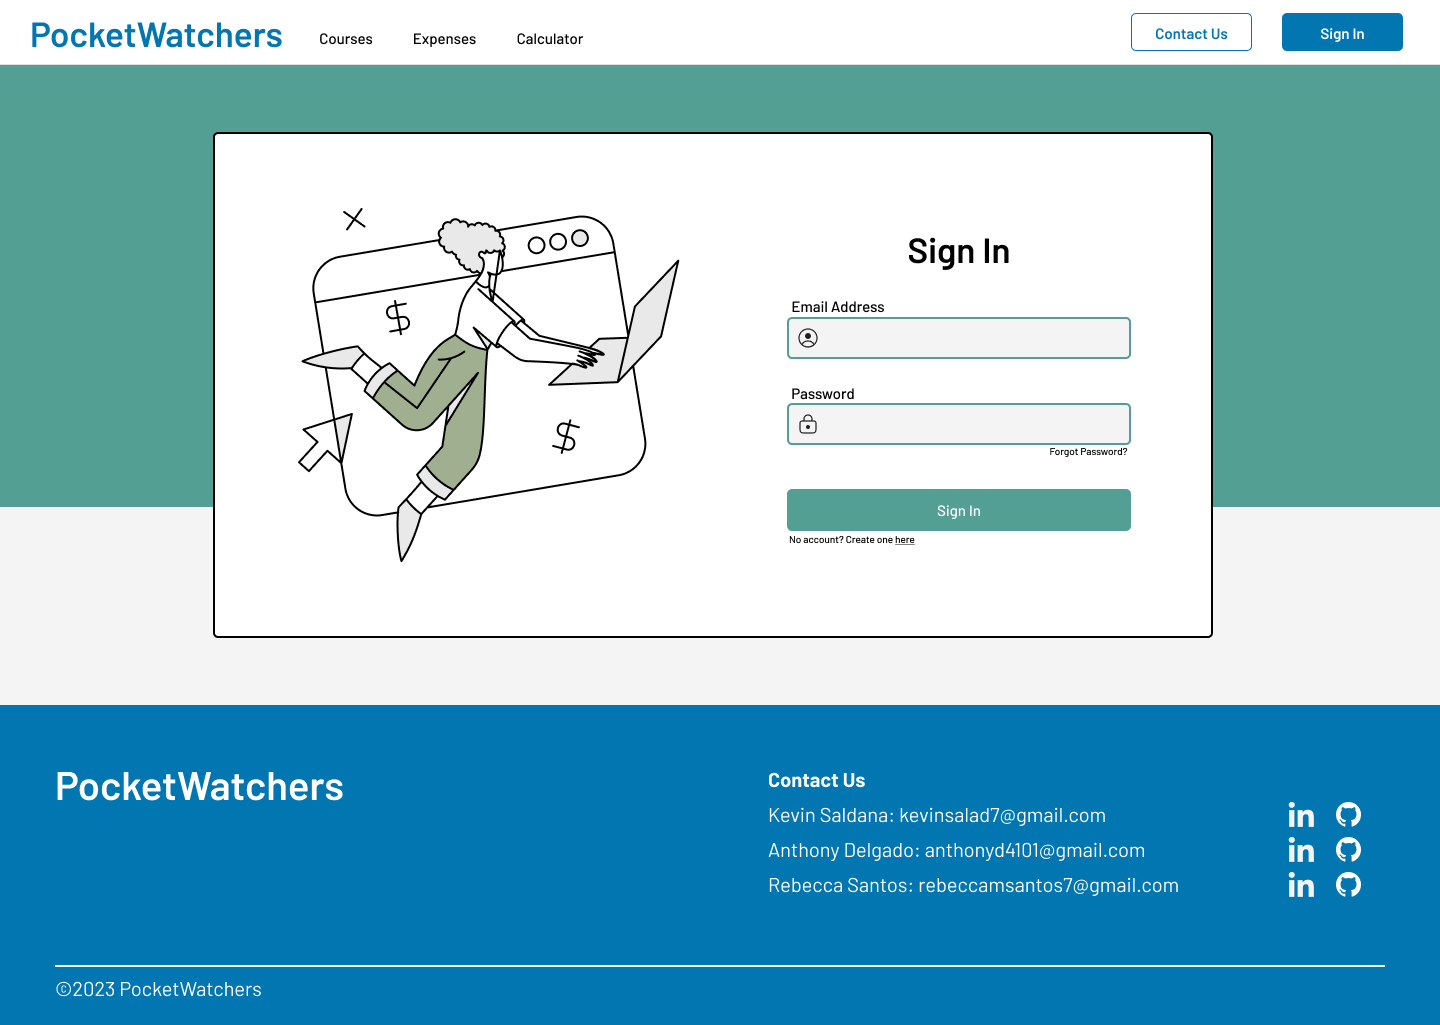 PocketWatchers
Courses
Expenses
Calculator
Contact Us
Sign In
$
$
Sign In
Email Address
Password
Forgot Password?
Sign In
No account? Create one here
PocketWatchers
Contact Us
Kevin Saldana: kevinsalad7@gmail.com
in
Anthony Delgado: anthonyd4101@gmail.com
in
Rebecca Santos: rebeccamsantos7@gmail.com
in
©2023 PocketWatchers